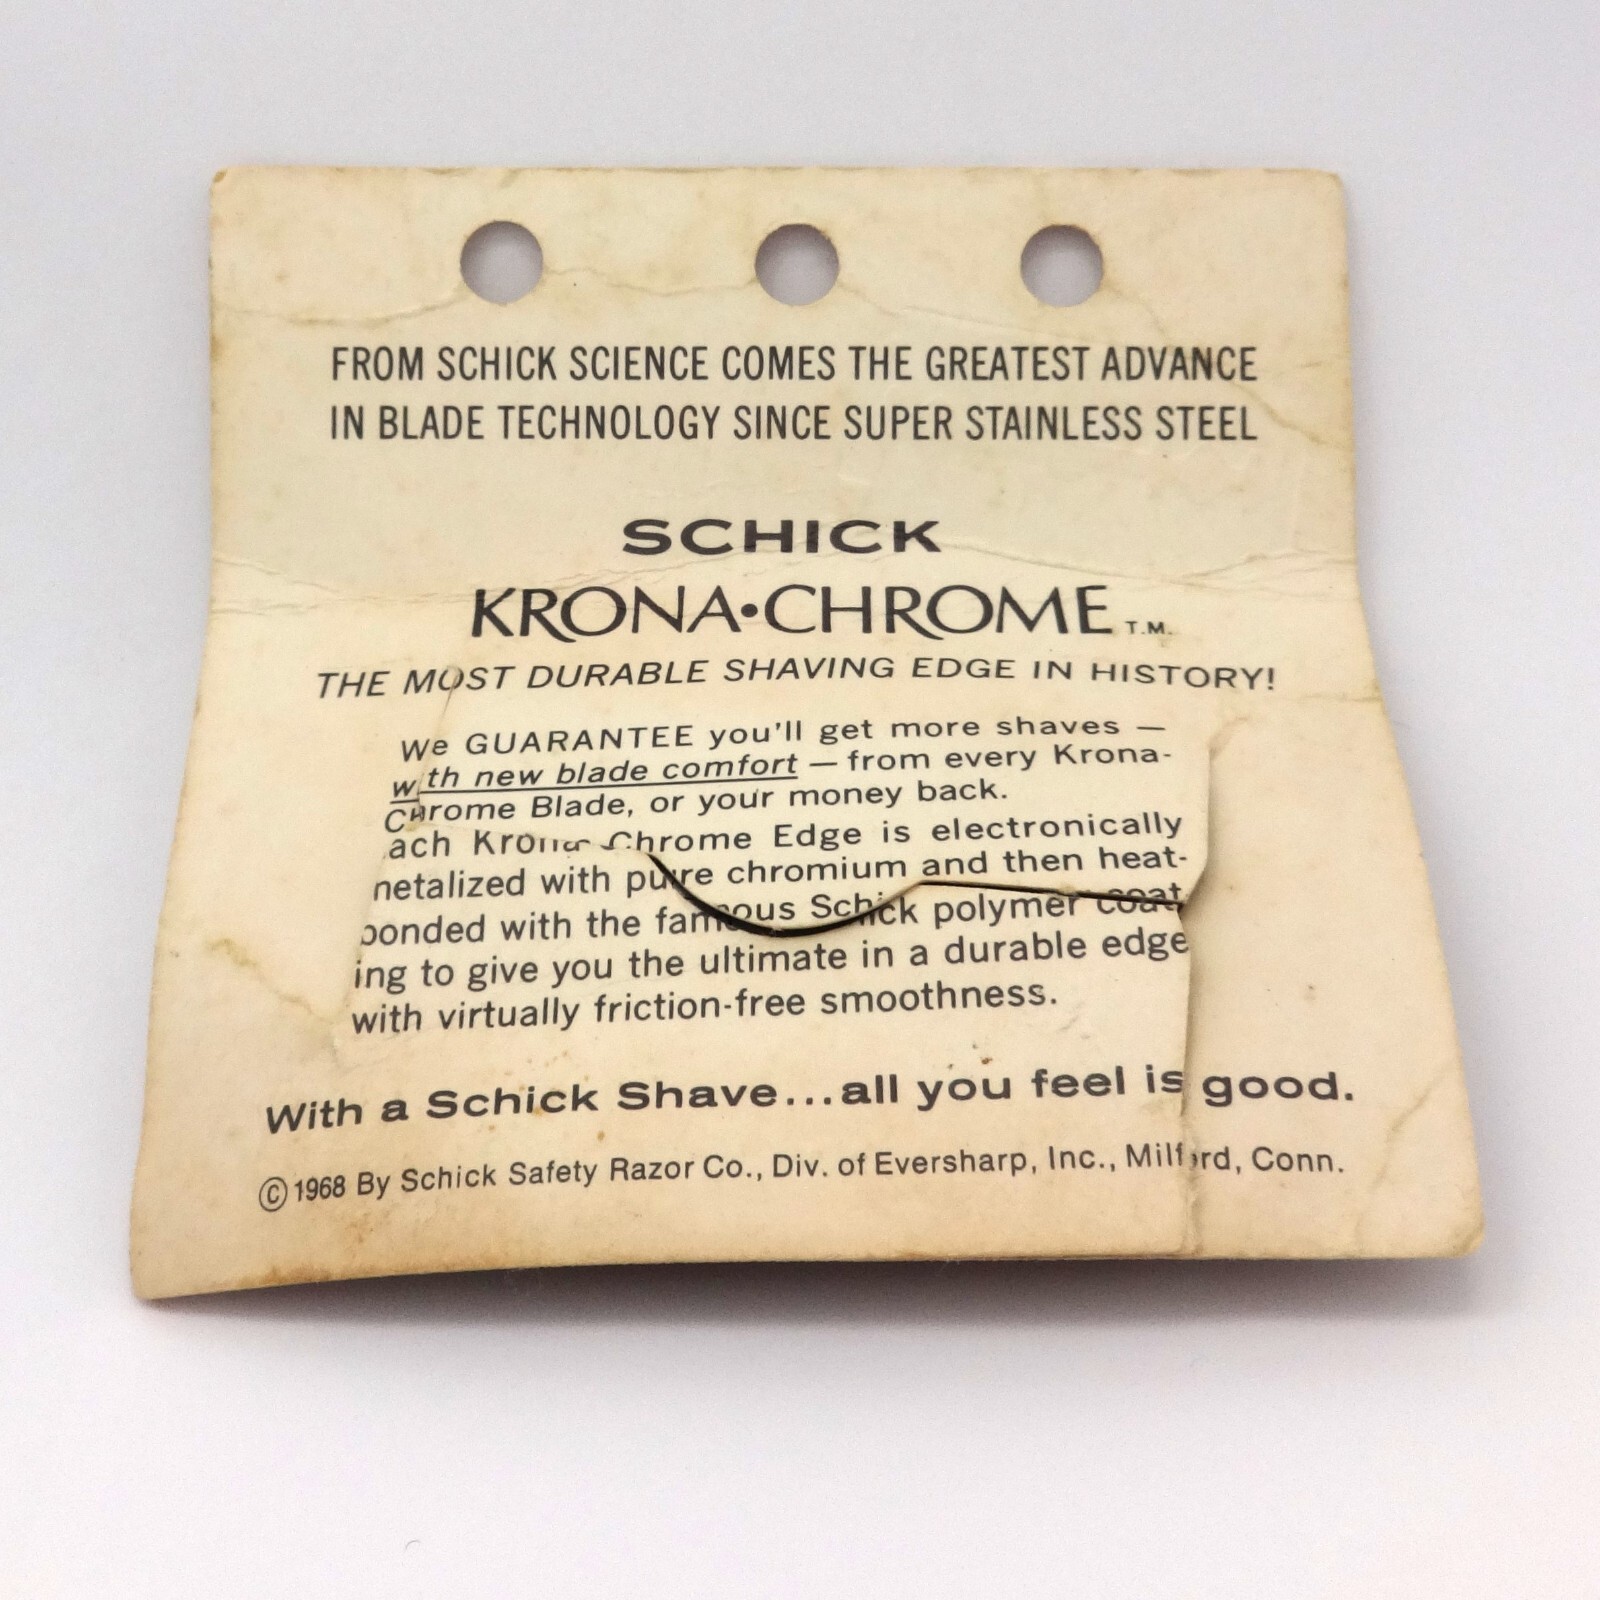 FROM SCHICK SCIENCE COMES THE GREATEST ADVANCE
IN BLADE TECHNOLOGY SINCE SUPER STAINLESS STEEL
SCHICK
KRONA•CHROME T.M.
THE MOST DURABLE SHAVING EDGE IN HISTORY!
We GUARANTEE you'll get more shaves —
with new blade comfort — from every Krona-
Chrome Blade, or your money back.
ach Krona-Chrome Edge is electronically
metalized with pure chromium and then heat-
bonded with the famous Schick polymer coat-
ing to give you the ultimate in a durable edge
with virtually friction-free smoothness.
With a Schick Shave...all you feel is good.
© 1968 By Schick Safety Razor Co., Div. of Eversharp, Inc., Milford, Conn.